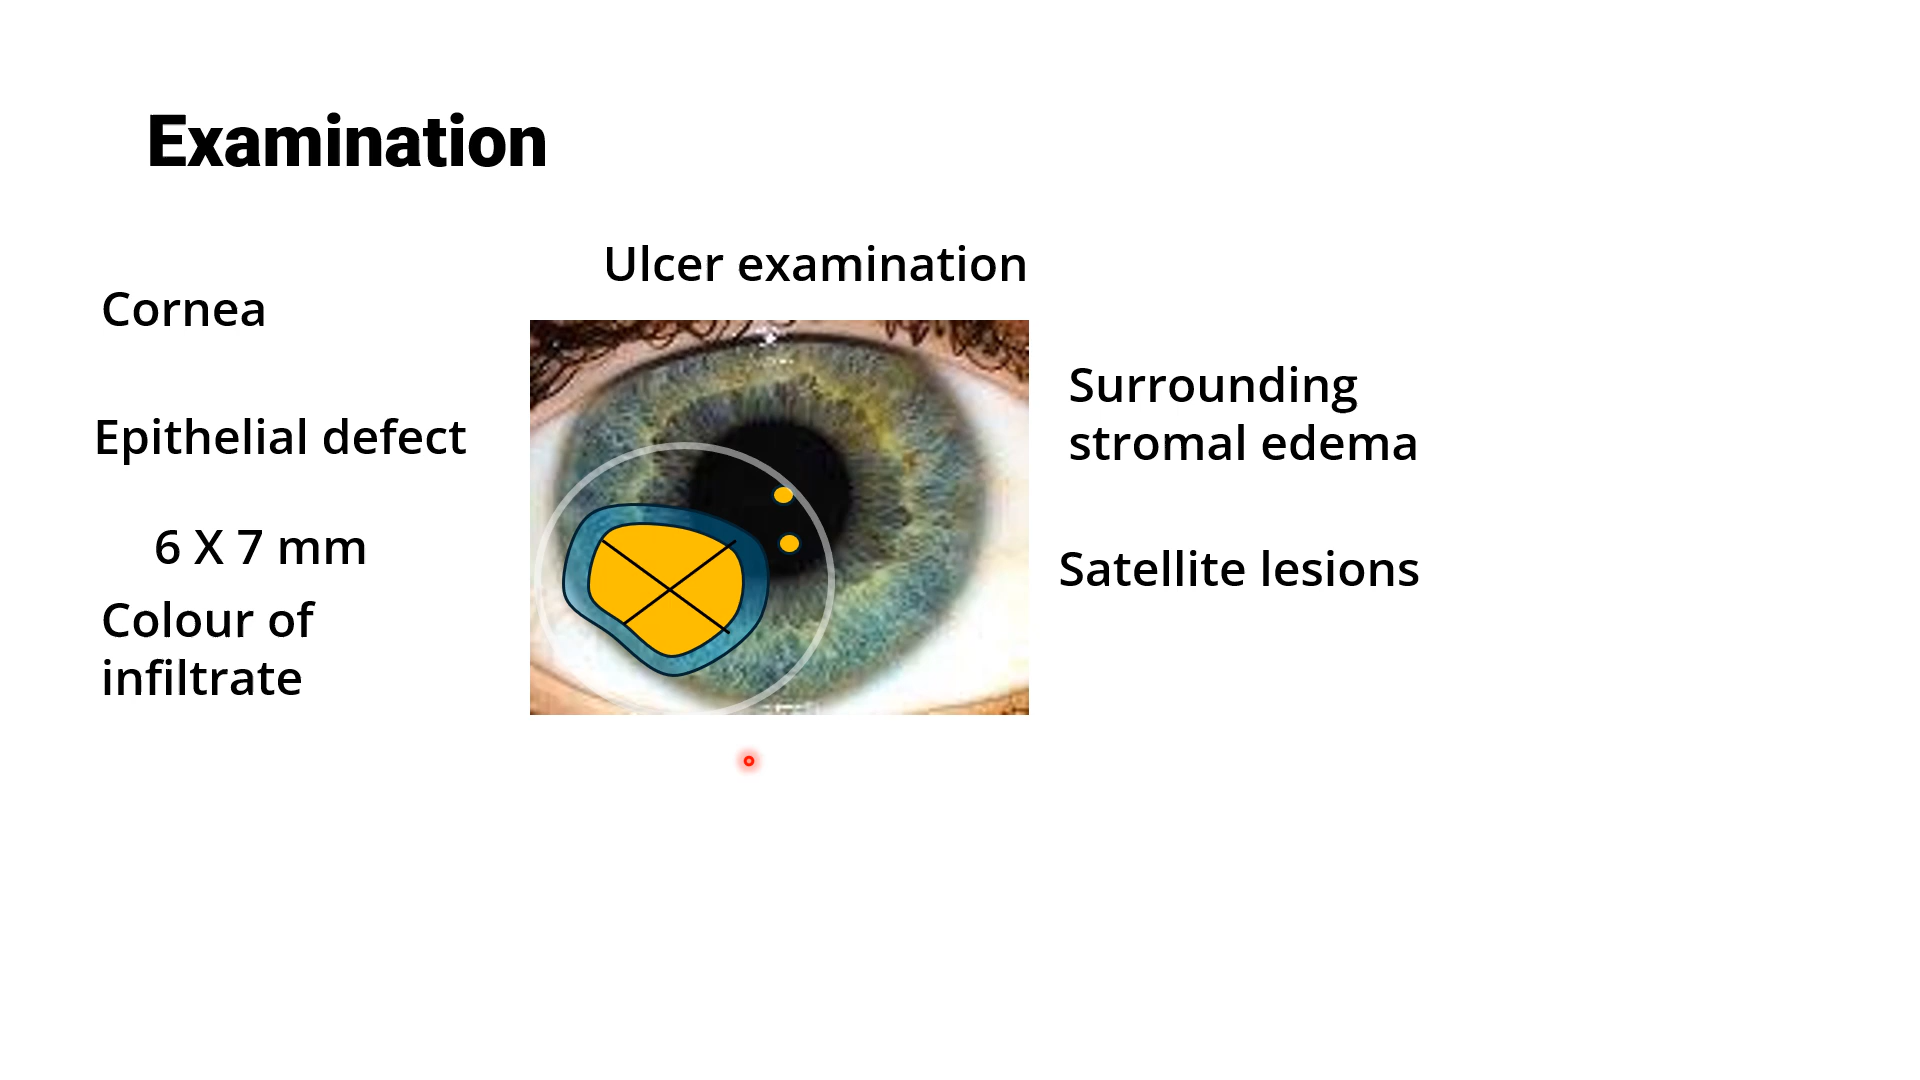 Examination
Ulcer examination
Cornea
Epithelial defect
6 X 7 mm
Colour of
infiltrate
Surrounding
stromal edema
Satellite lesions